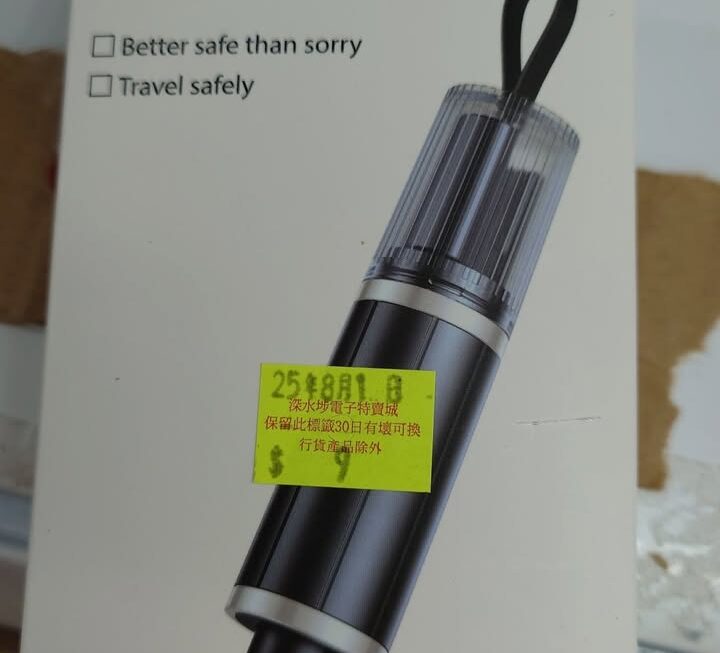 Better safe than sorry
Travel safely
25年8月1日
深水埗電子特賣城
保留此標籤30日有壞可換
行貨產品除外
$ 9